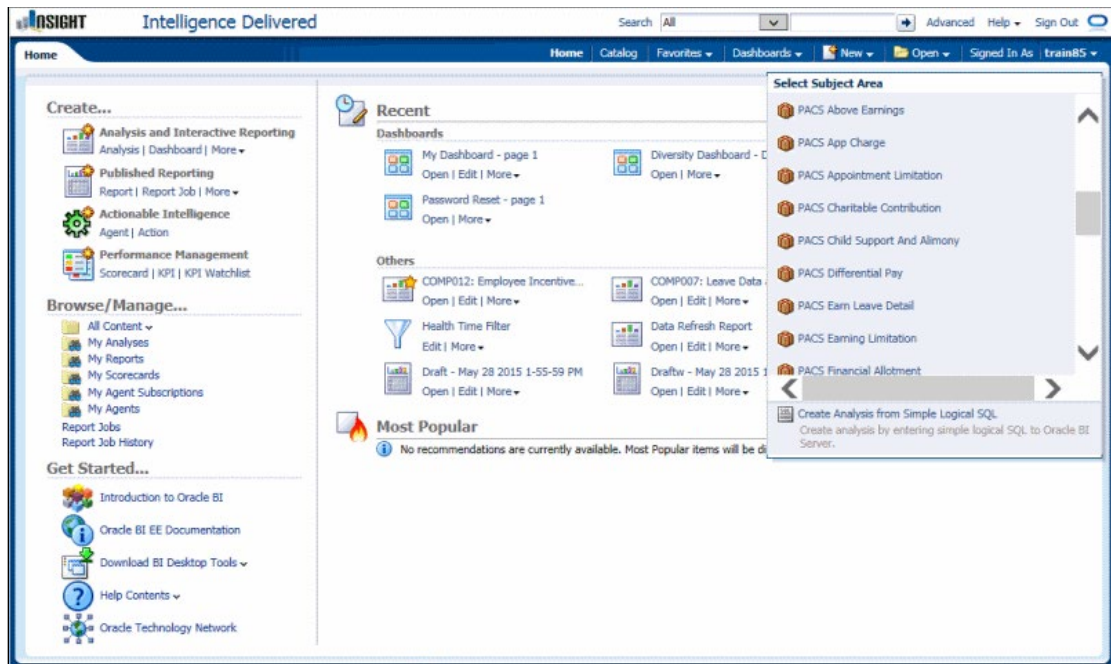 INSIGHT Intelligence Delivered Search All Advanced Help Sign Out
Home Home Catalog Favorites Dashboards New Open Signed In As train85
Create...
Analysis and Interactive Reporting
Analysis | Dashboard | More
Published Reporting
Report | Report Job | More
Actionable Intelligence
Agent | Action
Performance Management
Scorecard | KPI | KPI Watchlist
Browse/Manage...
All Content
My Analyses
My Reports
My Scorecards
My Agent Subscriptions
My Agents
Report Jobs
Report Job History
Get Started...
Introduction to Oracle BI
Oracle BI EE Documentation
Download BI Desktop Tools
Help Contents
Oracle Technology Network
Recent
Dashboards
My Dashboard - page 1
Open | Edit | More
Diversity Dashboard - D
Open | More
Password Reset - page 1
Open | More
Others
COMP012: Employee Incentive...
Open | Edit | More
COMP007: Leave Data
Open | Edit | More
Health Time Filter
Edit | More
Data Refresh Report
Open | Edit | More
Draft - May 28 2015 1-55-59 PM
Open | Edit | More
Draftw - May 28 2015 1
Open | Edit | More
Most Popular
No recommendations are currently available. Most Popular items will be di
Select Subject Area
PACS Above Earnings
PACS App Charge
PACS Appointment Limitation
PACS Charitable Contribution
PACS Child Support And Alimony
PACS Differential Pay
PACS Earn Leave Detail
PACS Earning Limitation
PACS Financial Allotment
Create Analysis from Simple Logical SQL
Create analysis by entering simple logical SQL to Oracle BI
Server.